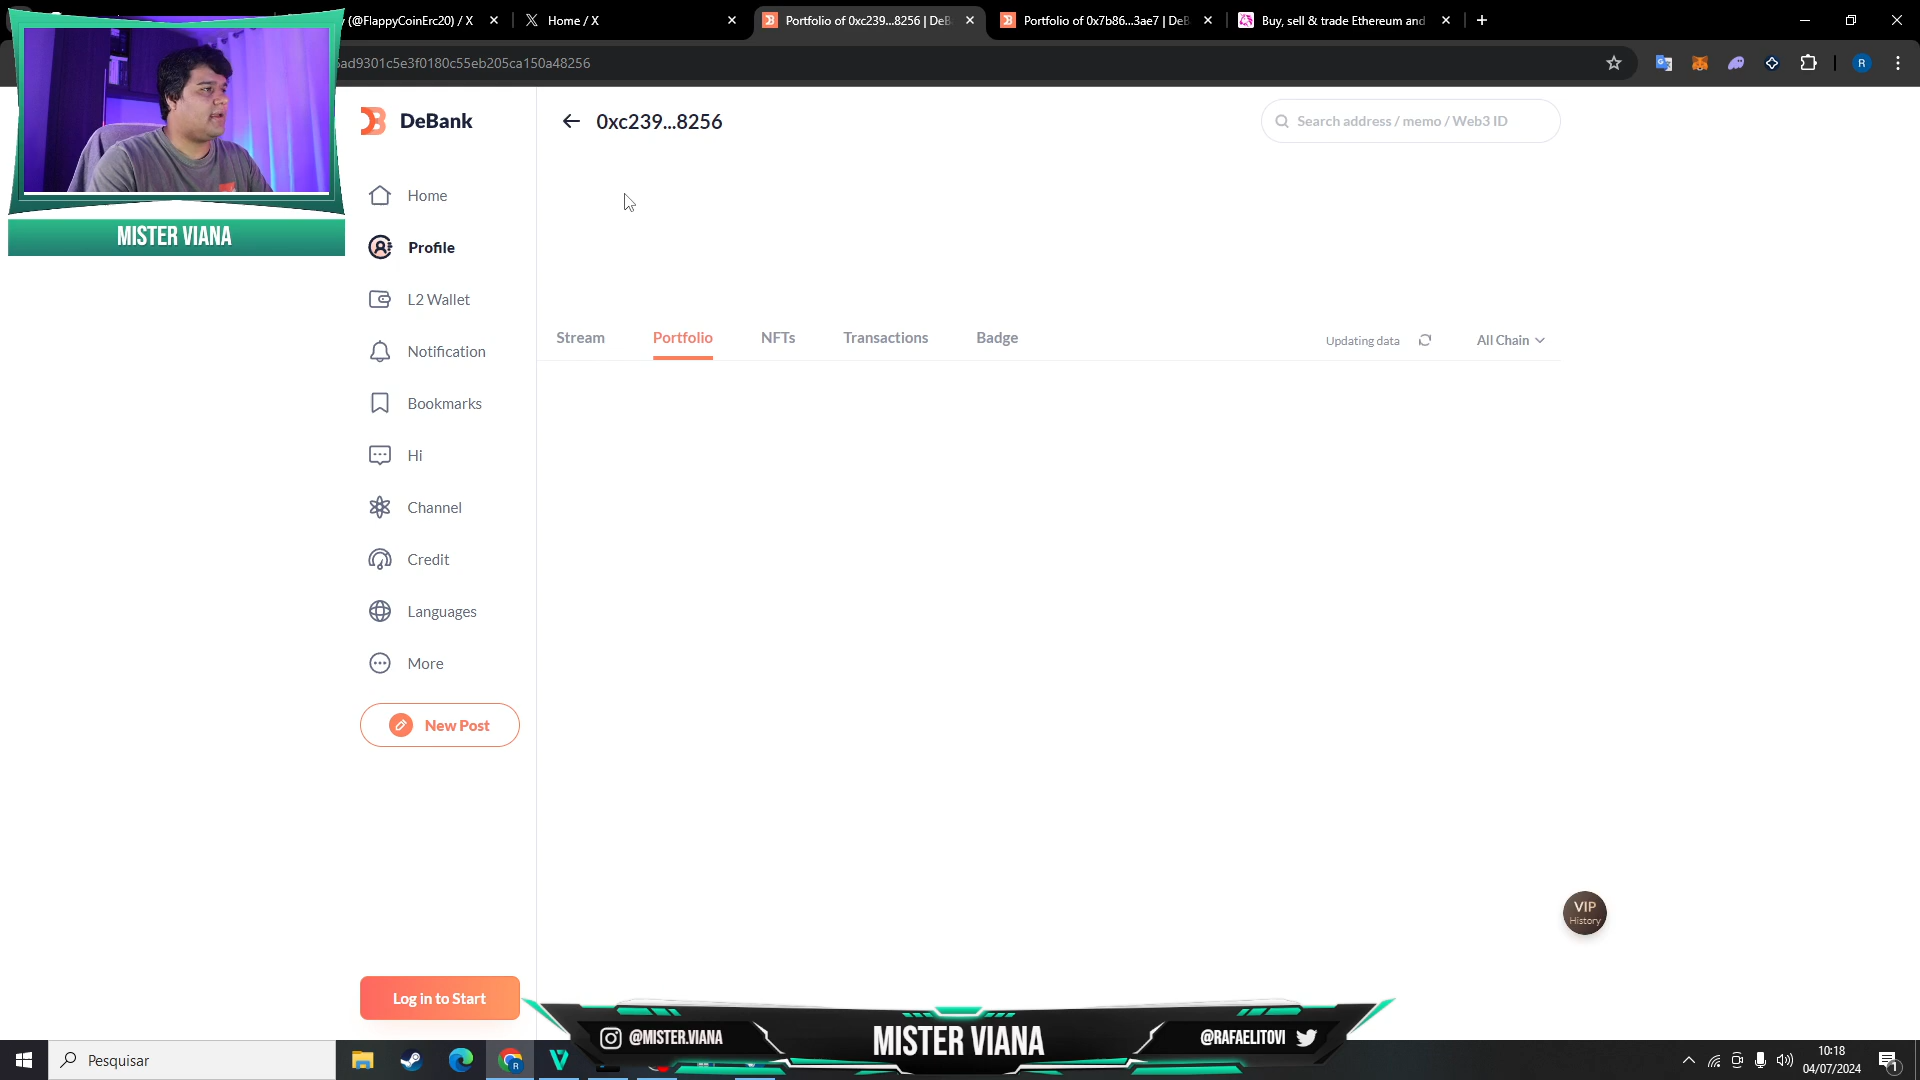 (@FlappyCoinErc20) / X
Home / X
Portfolio of 0xc239...8256 | DeB
Portfolio of 0x7b86...3ae7 | DeB
Buy, sell & trade Ethereum and
ad9301c5e3f0180c55eb205ca150a48256
R
MISTER VIANA
DeBank
0xc239...8256
Search address / memo / Web3 ID
Home
Profile
L2 Wallet
Notification
Bookmarks
Hi
Channel
Credit
Languages
More
New Post
Stream
Portfolio
NFTs
Transactions
Badge
Updating data
All Chain
VIP
History
Log in to Start
@MISTER.VIANA
MISTER VIANA
@RAFAELITOVI
Pesquisar
10:18
04/07/2024
1